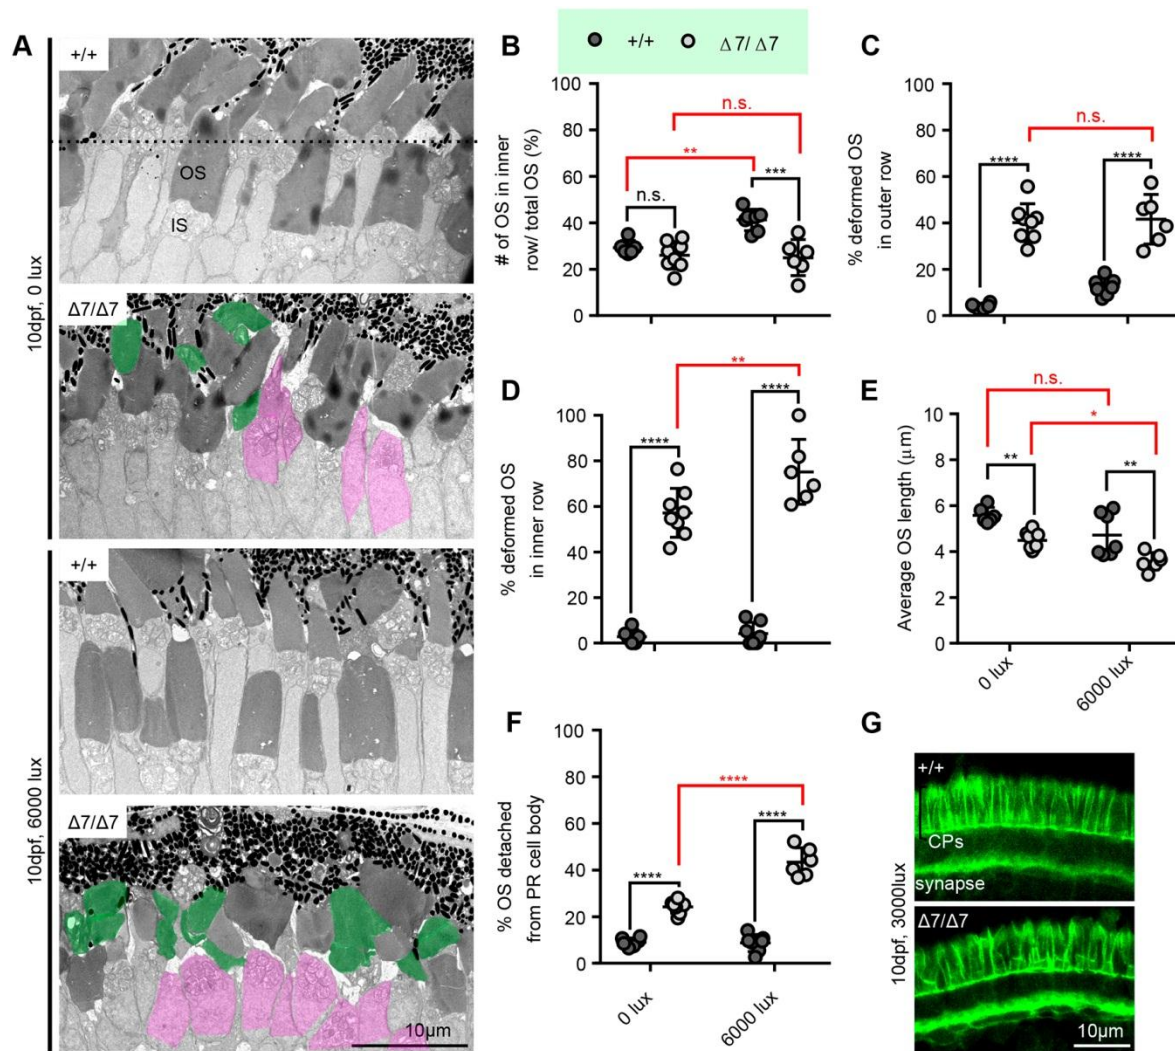 A
10dpf, 0 lux
+/+
OS
IS
Δ7/Δ7
10dpf, 6000 lux
+/+
Δ7/Δ7
10μm
+/+
Δ7/ Δ7
B
# of OS in inner
row/ total OS (%)
100
80
60
40
20
0
n.s.
**
n.s.
***
C
% deformed OS
in outer row
100
80
60
40
20
0
n.s.
****
****
D
% deformed OS
in inner row
100
80
60
40
20
0
**
****
****
E
Average OS length (μm)
10
8
6
4
2
0
n.s.
*
**
**
0 lux
6000 lux
F
% OS detached
from PR cell body
100
80
60
40
20
0
****
****
****
0 lux
6000 lux
G
10dpf, 3000lux
+/+
CPs
synapse
Δ7/Δ7
10μm